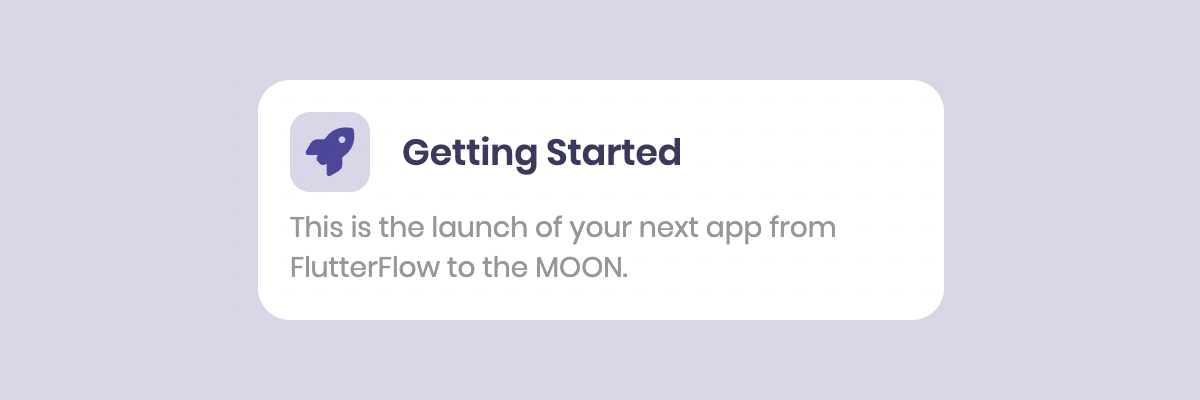 Getting Started
This is the launch of your next app from
FlutterFlow to the MOON.